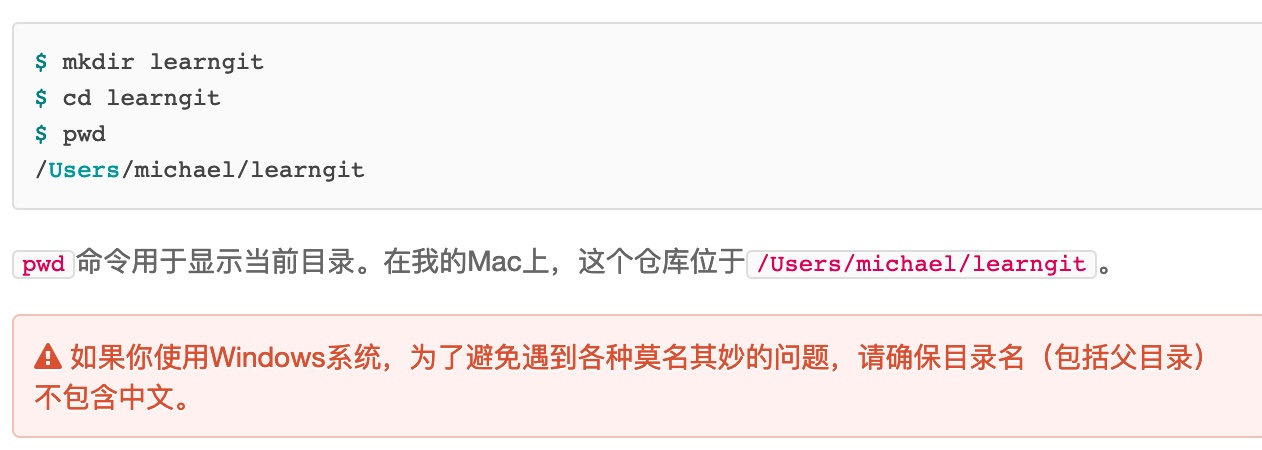 $ mkdir learngit
$ cd learngit
$ pwd
/Users/michael/learngit
pwd命令用于显示当前目录。在我的Mac上，这个仓库位于/Users/michael/learngit。
如果你使用Windows系统，为了避免遇到各种莫名其妙的问题，请确保目录名（包括父目录）
不包含中文。